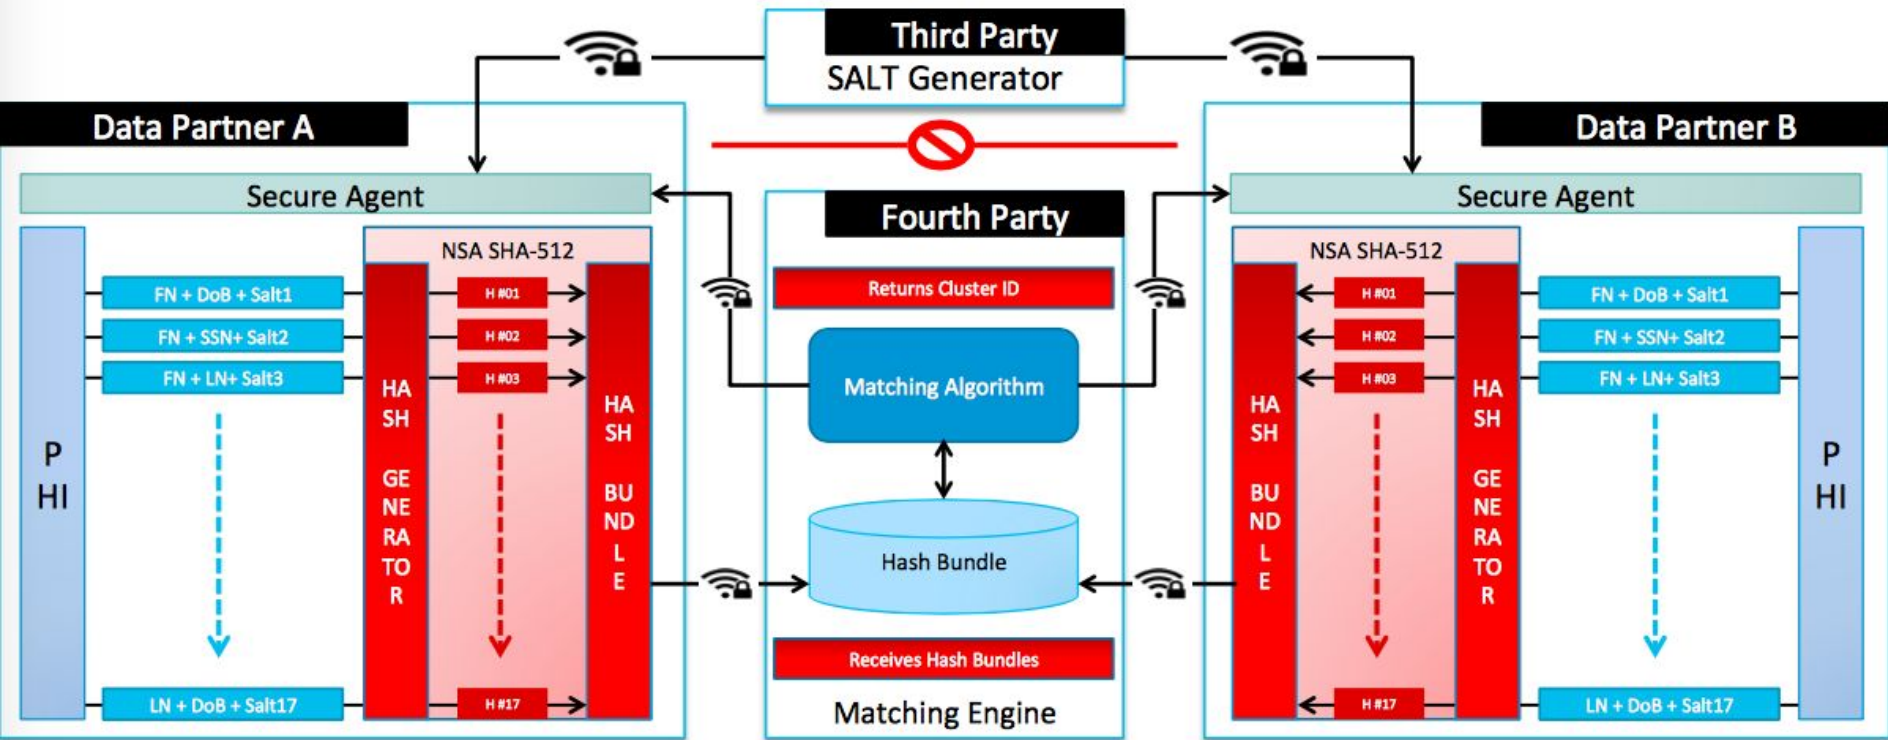 Third Party
SALT Generator
Data Partner A
Secure Agent
P
HI
FN + DoB + Salt1
FN + SSN+ Salt2
FN + LN+ Salt3
LN + DoB + Salt17
NSA SHA-512
HA
SH
GE
NE
RA
TO
R
H #01
H #02
H #03
H #17
HA
SH
BU
ND
L
E
Fourth Party
Returns Cluster ID
Matching Algorithm
Hash Bundle
Receives Hash Bundles
Matching Engine
Data Partner B
Secure Agent
NSA SHA-512
HA
SH
BU
ND
L
E
H #01
H #02
H #03
H #17
HA
SH
GE
NE
RA
TO
R
FN + DoB + Salt1
FN + SSN+ Salt2
FN + LN+ Salt3
LN + DoB + Salt17
P
HI